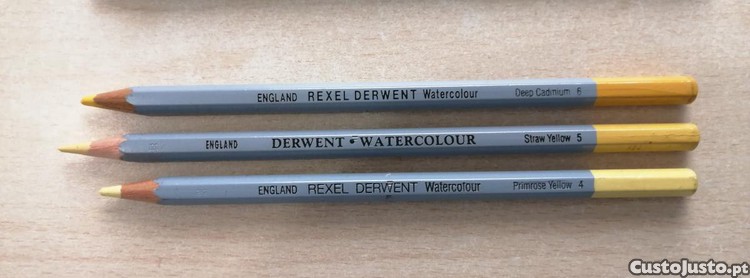 ENGLAND REXEL DERWENT Watercolour Deep Cadmium 6
ENGLAND DERWENT • WATERCOLOUR Straw Yellow 5
ENGLAND REXEL DERWENT Watercolour Primrose Yellow 4
CustoJusto.pt